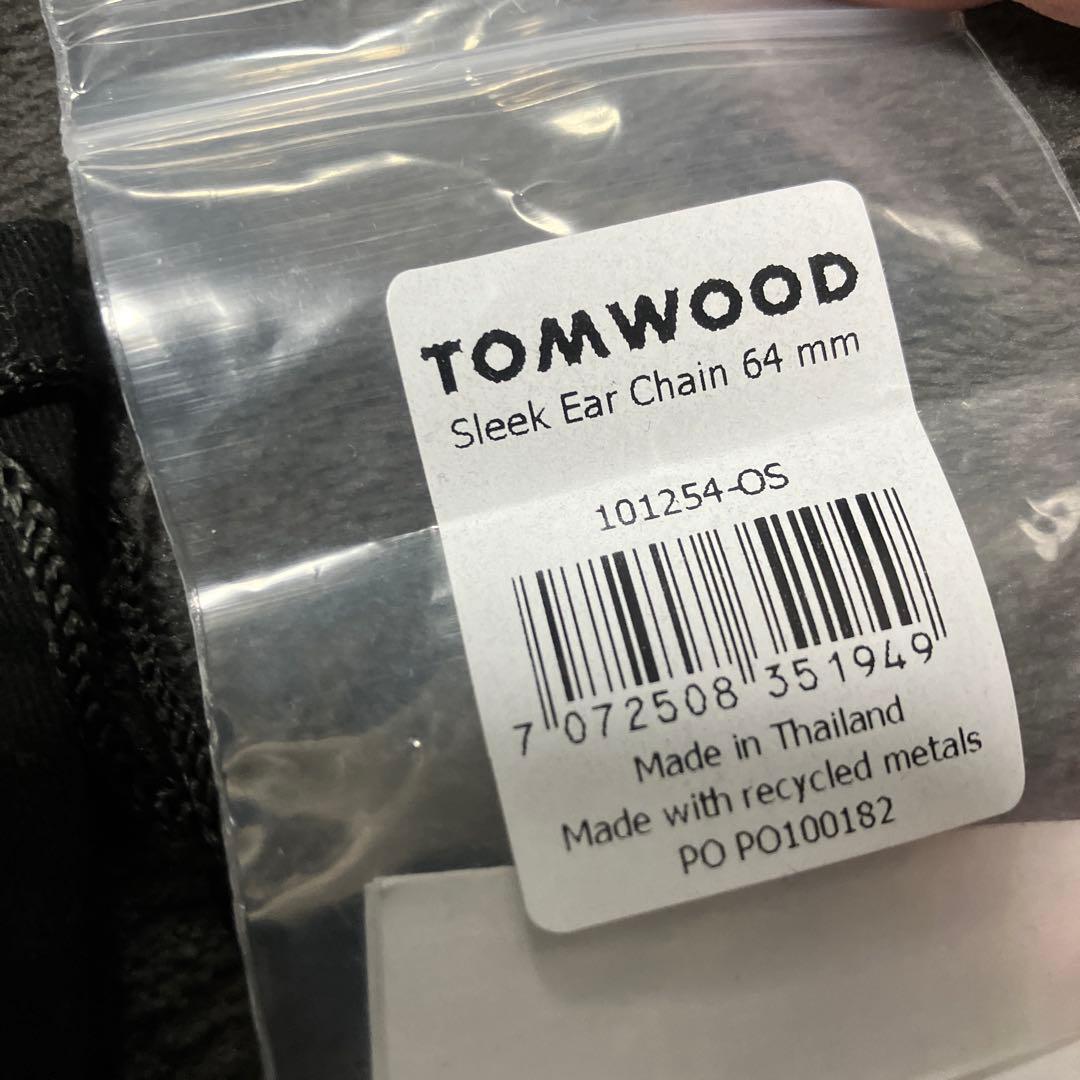 TOMWOOD
Sleek Ear Chain 64 mm
101254-OS
7 072508 351949
Made in Thailand
Made with recycled metals
PO PO100182